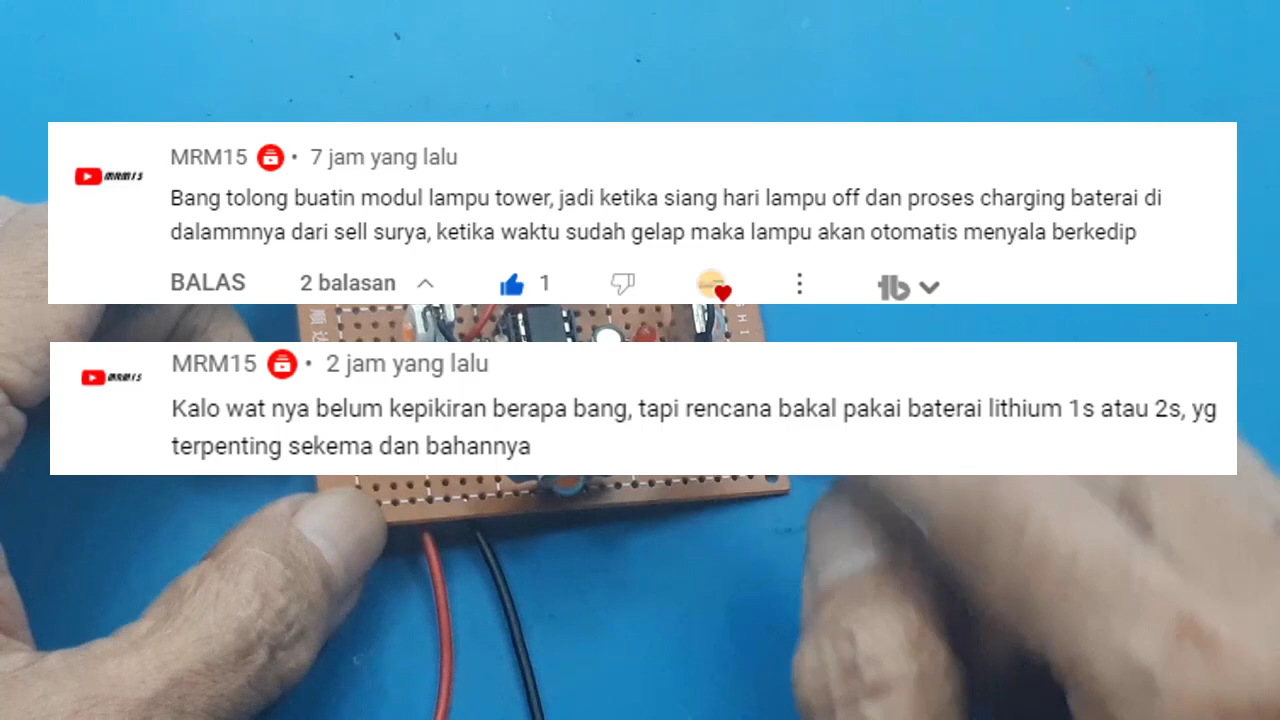 MRM15 • 7 jam yang lalu
MRM15
Bang tolong buatin modul lampu tower, jadi ketika siang hari lampu off dan proses charging baterai di
dalammnya dari sell surya, ketika waktu sudah gelap maka lampu akan otomatis menyala berkedip
BALAS 2 balasan 1
tb
MRM15 • 2 jam yang lalu
MRM15
Kalo wat nya belum kepikiran berapa bang, tapi rencana bakal pakai baterai lithium 1s atau 2s, yg
terpenting sekema dan bahannya